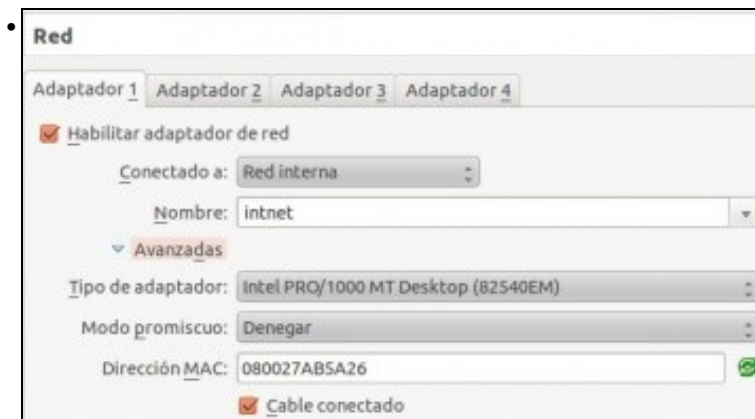 Red
Adaptador 1 Adaptador 2 Adaptador 3 Adaptador 4
Habilitar adaptador de red
Conectado a: Red interna
Nombre: intnet
Avanzadas
Tipo de adaptador: Intel PRO/1000 MT Desktop (82540EM)
Modo promiscuo: Denegar
Dirección MAC: 080027AB5A26
Cable conectado